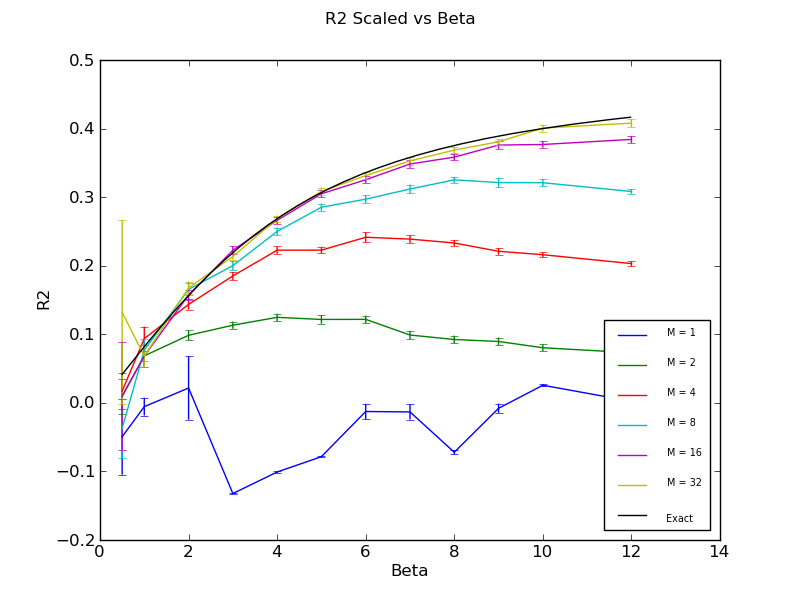 R2 Scaled vs Beta
0.5
0.4
0.3
0.2
0.1
0.0
−0.1
−0.2
R2
0 2 4 6 8 10 12 14
Beta
M = 1
M = 2
M = 4
M = 8
M = 16
M = 32
Exact